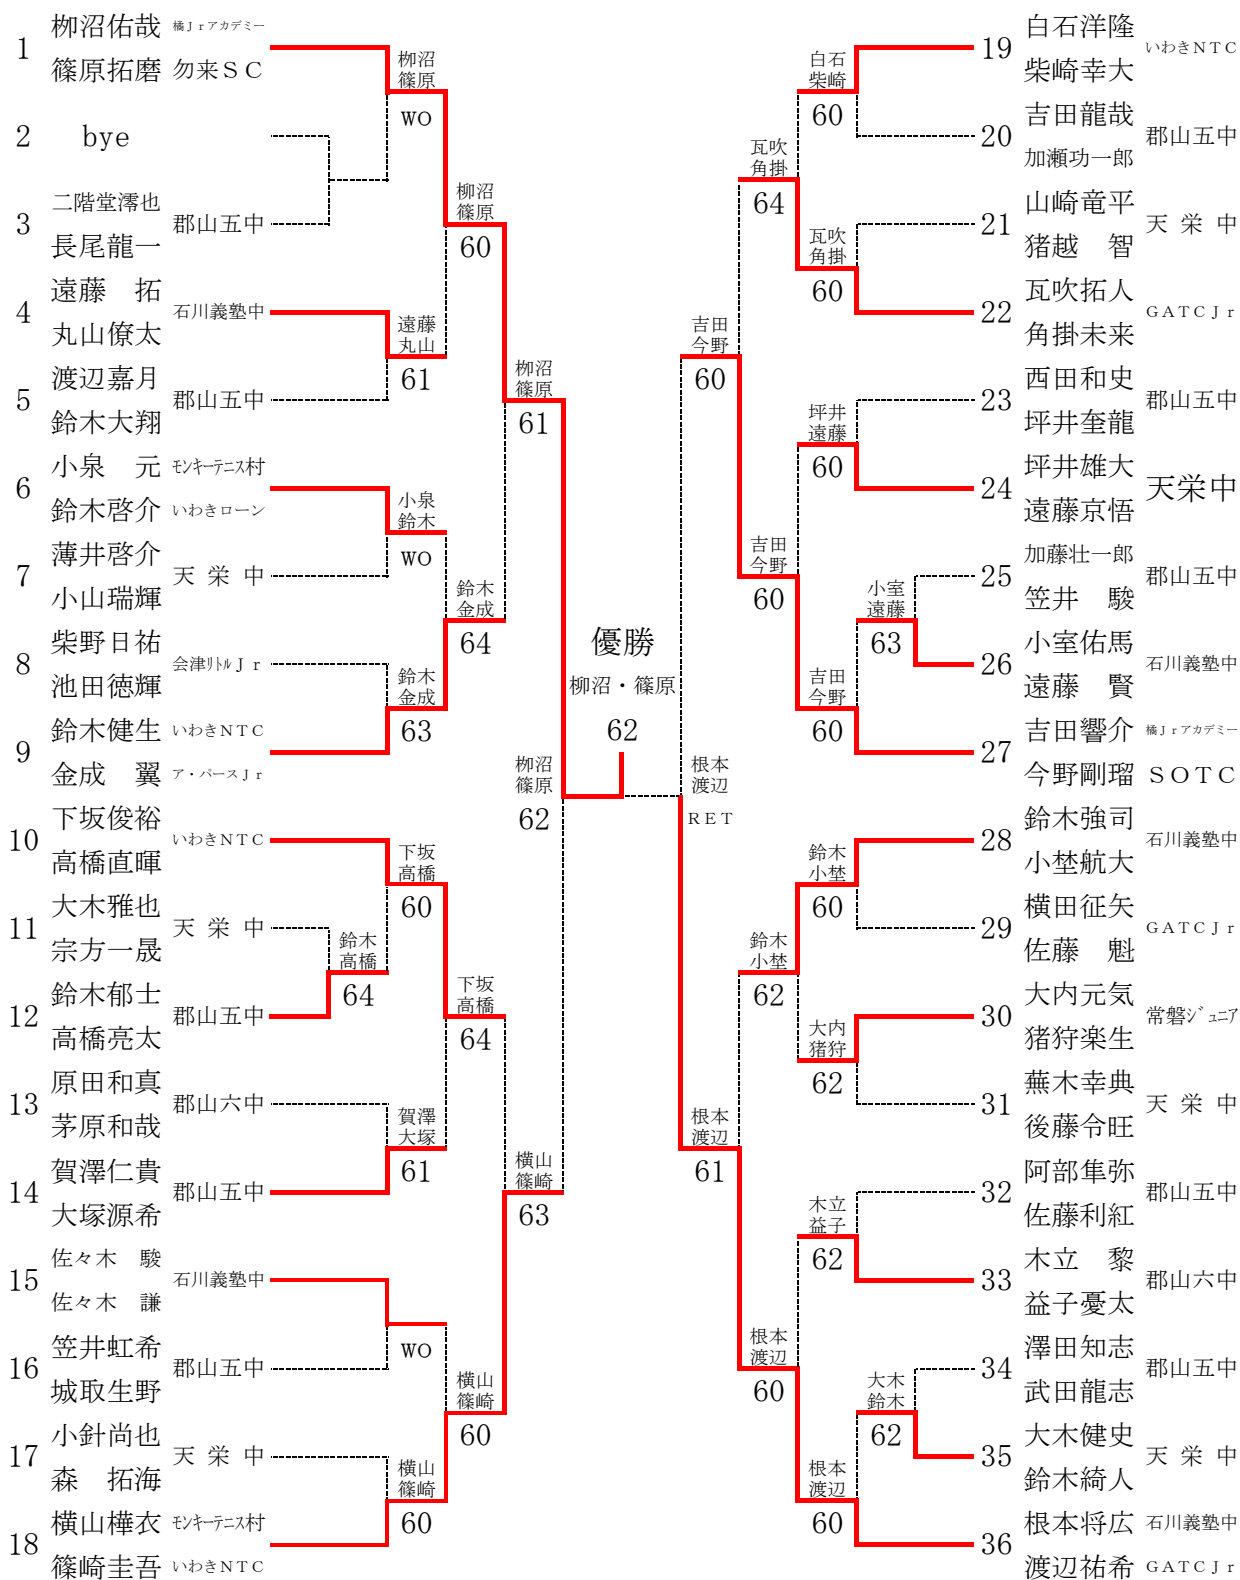 1 柳沼佑哉 橘Ｊｒアカデミー
篠原拓磨 勿来ＳＣ
2 bye
3 二階堂澪也 郡山五中
長尾龍一
4 遠藤　拓 石川義塾中
丸山僚太
5 渡辺嘉月 郡山五中
鈴木大翔
6 小泉　元 ﾓﾝｷｰﾃﾆｽ村
鈴木啓介 いわきローン
7 薄井啓介 天 栄 中
小山瑞輝
8 柴野日祐 会津ﾘﾄﾙＪｒ
池田徳輝
9 鈴木健生 いわきNTC
金成　翼 ア・バースＪｒ
10 下坂俊裕 いわきNTC
高橋直暉
11 大木雅也 天 栄 中
宗方一晟
12 鈴木郁士 郡山五中
高橋亮太
13 原田和真 郡山六中
茅原和哉
14 賀澤仁貴 郡山五中
大塚源希
15 佐々木　駿 石川義塾中
佐々木　謙
16 笠井虹希 郡山五中
城取生野
17 小針尚也 天 栄 中
森　拓海
18 横山樺衣 ﾓﾝｷｰﾃﾆｽ村
篠崎圭吾 いわきNTC
柳沼
篠原
WO
遠藤
丸山
61
小泉
鈴木
WO
鈴木
金成
63
下坂
高橋
60
鈴木
高橋
64
賀澤
大塚
61
WO
横山
篠崎
60
柳沼
篠原
60
鈴木
金成
64
下坂
高橋
64
横山
篠崎
60
柳沼
篠原
61
横山
篠崎
63
柳沼
篠原
62
優勝
柳沼・篠原
62
根本
渡辺
RET
吉田
今野
60
根本
渡辺
61
瓦吹
角掛
64
吉田
今野
60
鈴木
小埜
62
根本
渡辺
60
白石
柴崎
60
瓦吹
角掛
60
坪井
遠藤
60
小室
遠藤
63
吉田
今野
60
鈴木
小埜
60
大内
猪狩
62
木立
益子
62
大木
鈴木
62
根本
渡辺
60
19 白石洋隆 いわきNTC
柴崎幸大
20 吉田龍哉 郡山五中
加瀬功一郎
21 山崎竜平 天 栄 中
猪越　智
22 瓦吹拓人 GATCＪｒ
角掛未来
23 西田和史 郡山五中
坪井奎龍
24 坪井雄大 天栄中
遠藤京悟
25 加藤壮一郎 郡山五中
笠井　駿
26 小室佑馬 石川義塾中
遠藤　賢
27 吉田響介 橘Ｊｒアカデミー
今野剛瑠 SOTC
28 鈴木強司 石川義塾中
小埜航大
29 横田征矢 GATCＪｒ
佐藤　魁
30 大内元気 常磐ｼﾞｭﾆｱ
猪狩楽生
31 蕪木幸典 天 栄 中
後藤令旺
32 阿部隼弥 郡山五中
佐藤利紅
33 木立　黎 郡山六中
益子憂太
34 澤田知志 郡山五中
武田龍志
35 大木健史 天 栄 中
鈴木綺人
36 根本将広 石川義塾中
渡辺祐希 GATCＪｒ